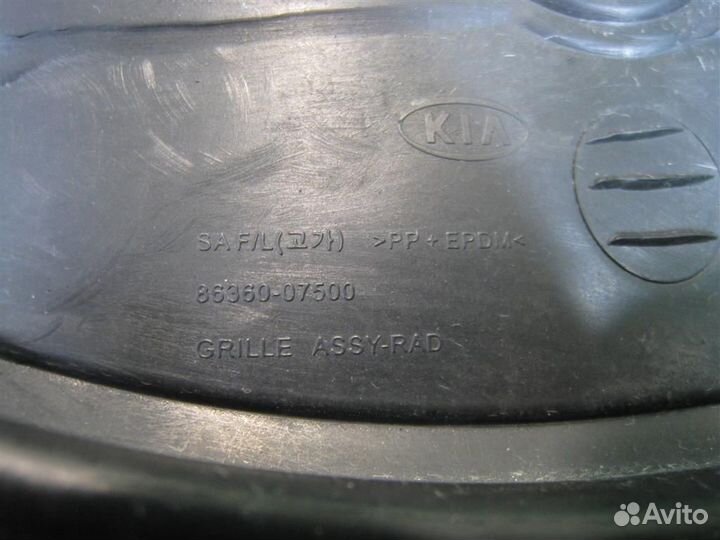 KIA
SA F/L(고가) >PP + EPDM<
86360-07500
GRILLE ASSY-RAD
Avito